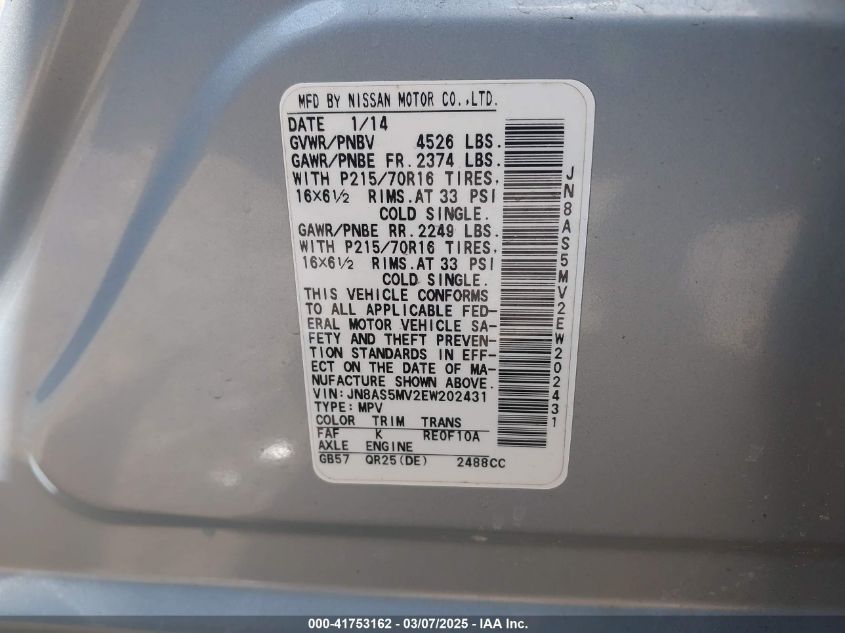 MFD BY NISSAN MOTOR CO.,LTD.
DATE 1/14
GVWR/PNBV 4526 LBS.
GAWR/PNBE FR.2374 LBS.
WITH P215/70R16 TIRES,
16×6½ RIMS.AT 33 PSI
COLD SINGLE.
GAWR/PNBE RR.2249 LBS.
WITH P215/70R16 TIRES,
16×6½ RIMS.AT 33 PSI
COLD SINGLE.
THIS VEHICLE CONFORMS
TO ALL APPLICABLE FED-
ERAL MOTOR VEHICLE SA-
FETY AND THEFT PREVEN-
TION STANDARDS IN EFF-
ECT ON THE DATE OF MA-
NUFACTURE SHOWN ABOVE.
VIN:JN8AS5MV2EW202431
TYPE:MPV
COLOR TRIM TRANS
FAF K RE0F10A
AXLE ENGINE
GB57 QR25(DE) 2488CC
JN8AS5MV2EW202431
000-41753162 — 03/07/2025 — IAA Inc.